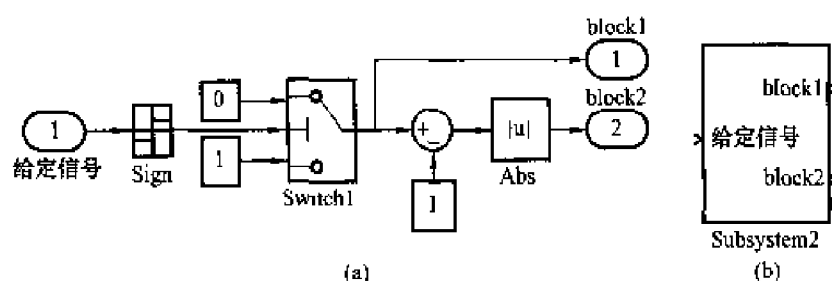 block1
1
0
block2
1
给定信号
Sign
1
Switch1
+
−
1
|u|
Abs
2
(a)
block1
给定信号
block2
Subsystem2
(b)